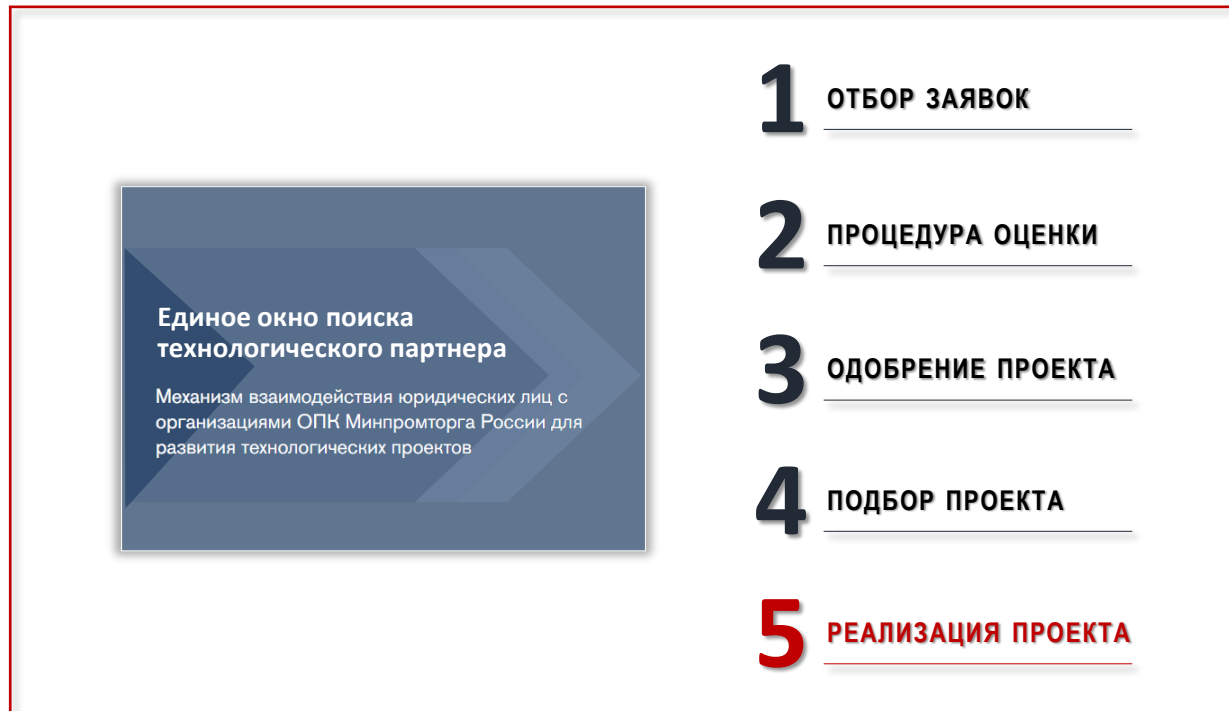 Единое окно поиска
технологического партнера
Механизм взаимодействия юридических лиц с
организациями ОПК Минпромторга России для
развития технологических проектов
1 ОТБОР ЗАЯВОК
2 ПРОЦЕДУРА ОЦЕНКИ
3 ОДОБРЕНИЕ ПРОЕКТА
4 ПОДБОР ПРОЕКТА
5 РЕАЛИЗАЦИЯ ПРОЕКТА